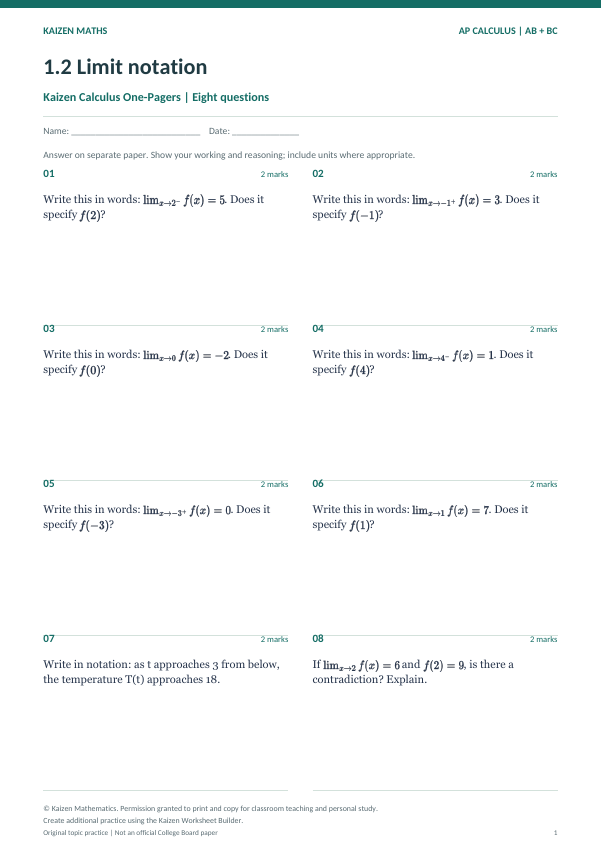 KAIZEN MATHS
AP CALCULUS | AB + BC
1.2 Limit notation
Kaizen Calculus One-Pagers | Eight questions
Name: ____________________________ Date: ______________
Answer on separate paper. Show your working and reasoning; include units where appropriate.
01 2 marks
Write this in words: lim_{x→2⁻} f(x) = 5. Does it
specify f(2)?
02 2 marks
Write this in words: lim_{x→−1⁺} f(x) = 3. Does it
specify f(−1)?
03 2 marks
Write this in words: lim_{x→0} f(x) = −2. Does it
specify f(0)?
04 2 marks
Write this in words: lim_{x→4⁻} f(x) = 1. Does it
specify f(4)?
05 2 marks
Write this in words: lim_{x→−3⁺} f(x) = 0. Does it
specify f(−3)?
06 2 marks
Write this in words: lim_{x→1} f(x) = 7. Does it
specify f(1)?
07 2 marks
Write in notation: as t approaches 3 from below,
the temperature T(t) approaches 18.
08 2 marks
If lim_{x→2} f(x) = 6 and f(2) = 9, is there a
contradiction? Explain.
© Kaizen Mathematics. Permission granted to print and copy for classroom teaching and personal study.
Create additional practice using the Kaizen Worksheet Builder.
Original topic practice | Not an official College Board paper
1